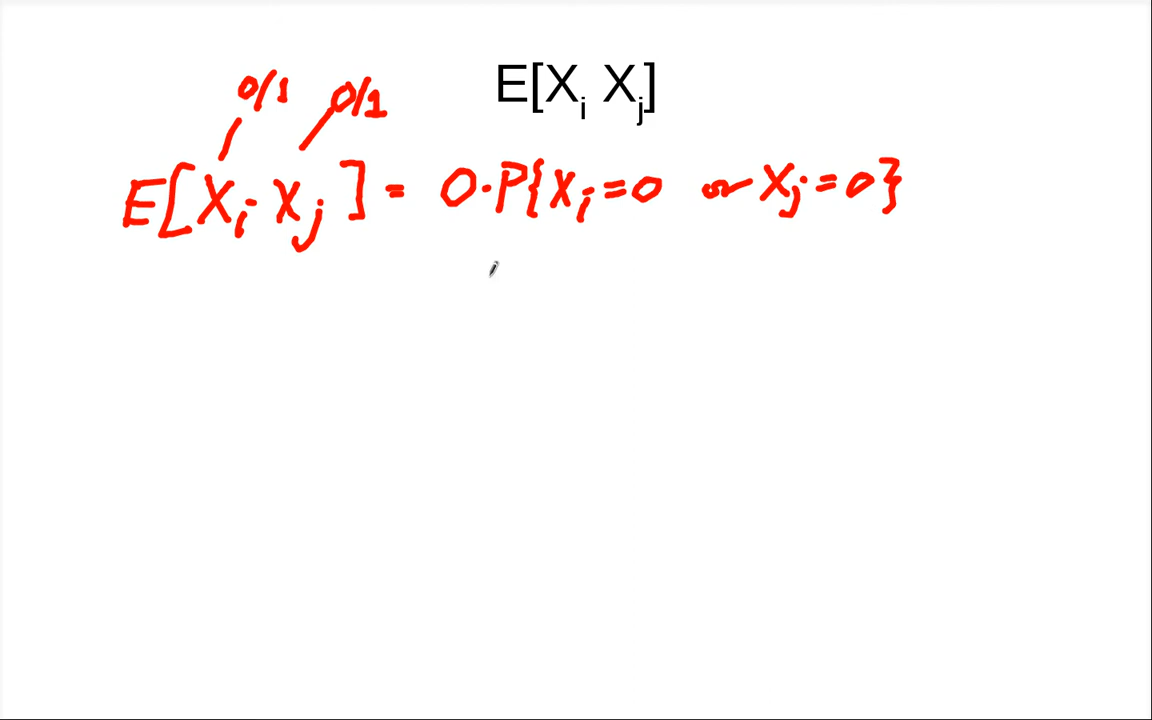 E[Xi Xj]
0/1 0/1
E[Xi·Xj] = 0·P{Xi=0 or Xj=0}